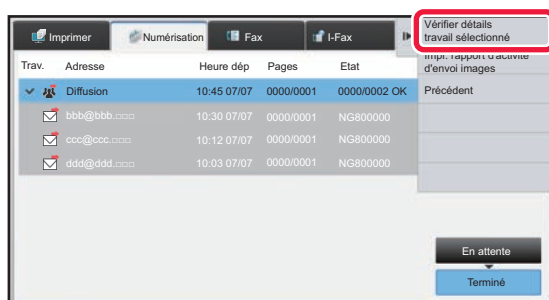 Imprimer Numérisation Fax I-Fax
Vérifier détails
travail sélectionné
Impr. rapport d'activité
d'envoi images
Précédent
Trav. Adresse Heure dép Pages Etat
Diffusion 10:45 07/07 0000/0001 0000/0002 OK
bbb@bbb.□□□ 10:30 07/07 0000/0001 NG800000
ccc@ccc.□□□ 10:12 07/07 0000/0001 NG800000
ddd@ddd.□□□ 10:03 07/07 0000/0001 NG800000
En attente
Terminé